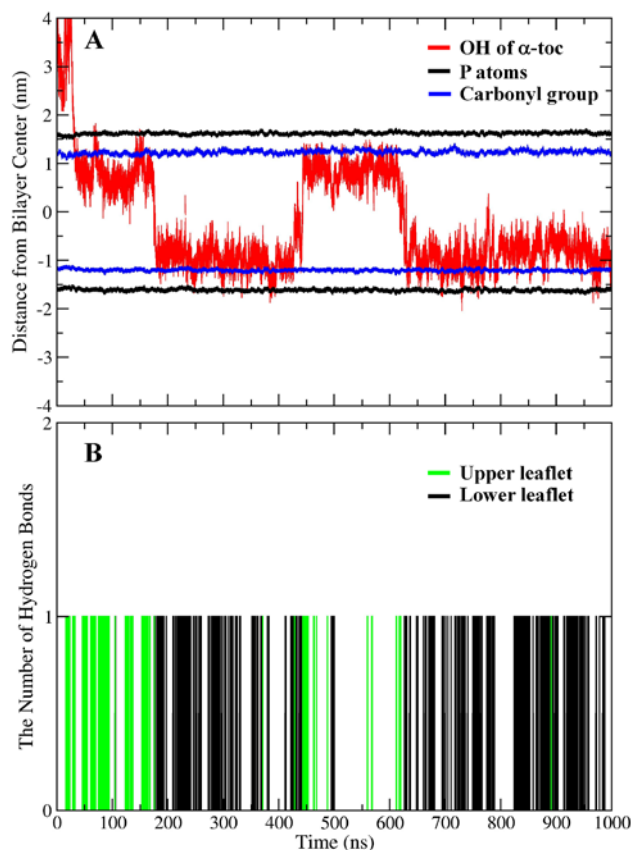 A
OH of α-toc
P atoms
Carbonyl group
Distance from Bilayer Center (nm)
4
3
2
1
0
-1
-2
-3
-4
B
Upper leaflet
Lower leaflet
The Number of Hydrogen Bonds
2
1
0
0 100 200 300 400 500 600 700 800 900 1000
Time (ns)